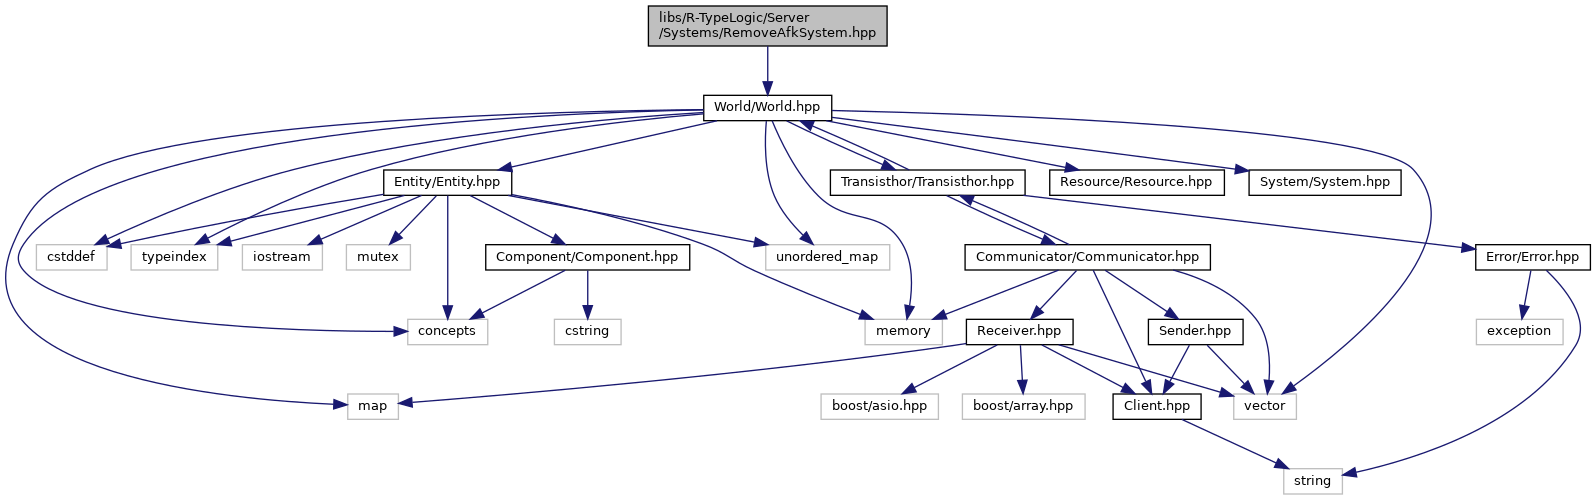 libs/R-TypeLogic/Server
/Systems/RemoveAfkSystem.hpp
World/World.hpp
Entity/Entity.hpp
Transisthor/Transisthor.hpp
Resource/Resource.hpp
System/System.hpp
cstddef
typeindex
iostream
mutex
Component/Component.hpp
unordered_map
Communicator/Communicator.hpp
Error/Error.hpp
concepts
cstring
memory
Receiver.hpp
Sender.hpp
exception
map
boost/asio.hpp
boost/array.hpp
Client.hpp
vector
string